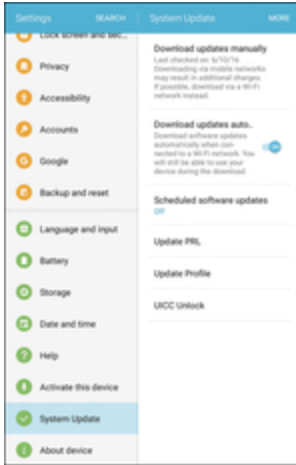 Settings
SEARCH
Lock screen and sec...
Privacy
Accessibility
Accounts
Google
Backup and reset
Language and input
Battery
Storage
Date and time
Help
Activate this device
System Update
About device
System Update
MORE
Download updates manually
Last checked on: 6/10/16
Downloading via mobile networks
may result in additional charges.
If possible, download via a Wi-Fi
network instead.
Download updates auto..
Download software updates
automatically when con-
nected to a Wi-Fi network. You
will still be able to use your
device during the download.
ON
Scheduled software updates
Off
Update PRL
Update Profile
UICC Unlock